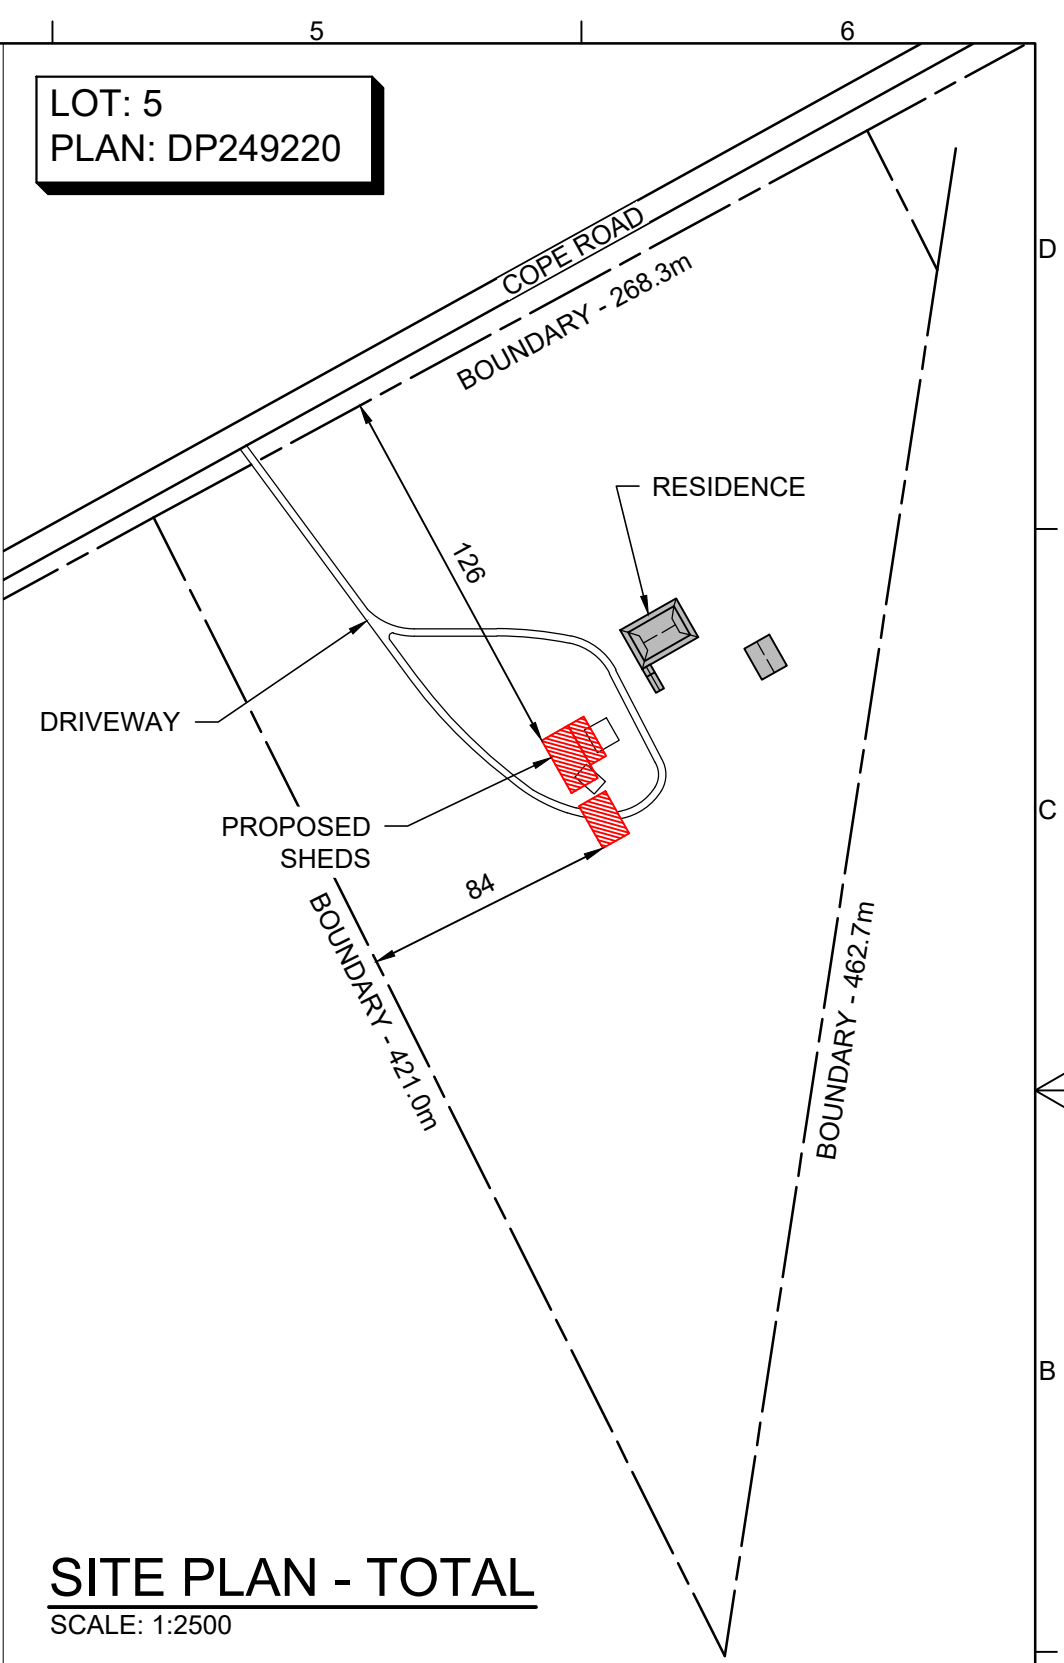 5
6
LOT: 5
PLAN: DP249220
COPE ROAD
BOUNDARY - 268.3m
D
RESIDENCE
126
DRIVEWAY
PROPOSED
SHEDS
C
84
BOUNDARY - 421.0m
BOUNDARY - 462.7m
B
SITE PLAN - TOTAL
SCALE: 1:2500